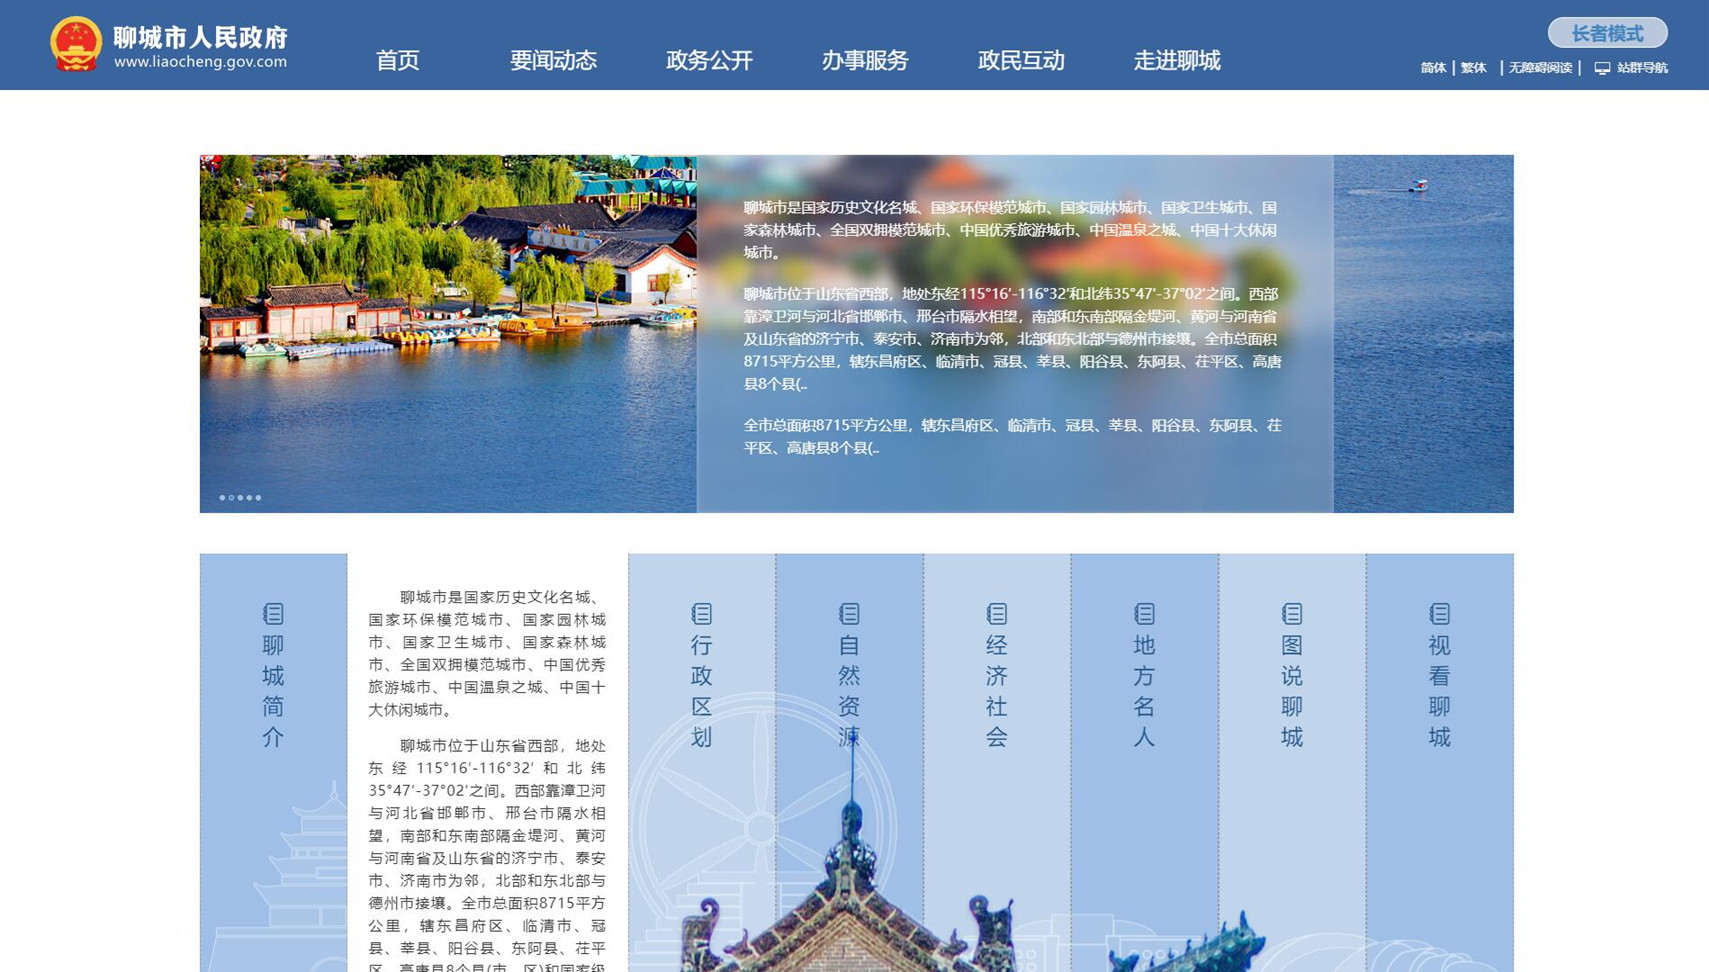 聊城市人民政府
www.liaocheng.gov.com
首页 要闻动态 政务公开 办事服务 政民互动 走进聊城
长者模式
简体 | 繁体 | 无障碍阅读 | 站群导航
聊城市是国家历史文化名城、国家环保模范城市、国家园林城市、国家卫生城市、国
家森林城市、全国双拥模范城市、中国优秀旅游城市、中国温泉之城、中国十大休闲
城市。
聊城市位于山东省西部，地处东经115°16′-116°32′和北纬35°47′-37°02′之间。西部
靠漳卫河与河北省邯郸市、邢台市隔水相望，南部和东南部隔金堤河、黄河与河南省
及山东省的济宁市、泰安市、济南市为邻，北部和东北部与德州市接壤。全市总面积
8715平方公里，辖东昌府区、临清市、冠县、莘县、阳谷县、东阿县、茌平区、高唐
县8个县(..
全市总面积8715平方公里，辖东昌府区、临清市、冠县、莘县、阳谷县、东阿县、茌
平区、高唐县8个县(..
聊城简介
聊城市是国家历史文化名城、
国家环保模范城市、国家园林城
市、国家卫生城市、国家森林城
市、全国双拥模范城市、中国优秀
旅游城市、中国温泉之城、中国十
大休闲城市。
聊城市位于山东省西部，地处
东经115°16′-116°32′和北纬
35°47′-37°02′之间。西部靠漳卫河
与河北省邯郸市、邢台市隔水相
望，南部和东南部隔金堤河、黄河
与河南省及山东省的济宁市、泰安
市、济南市为邻，北部和东北部与
德州市接壤。全市总面积8715平方
公里，辖东昌府区、临清市、冠
县、莘县、阳谷县、东阿县、茌平
区、高唐县8个县(市、区)和国家级
行政区划
自然资源
经济社会
地方名人
图说聊城
视看聊城